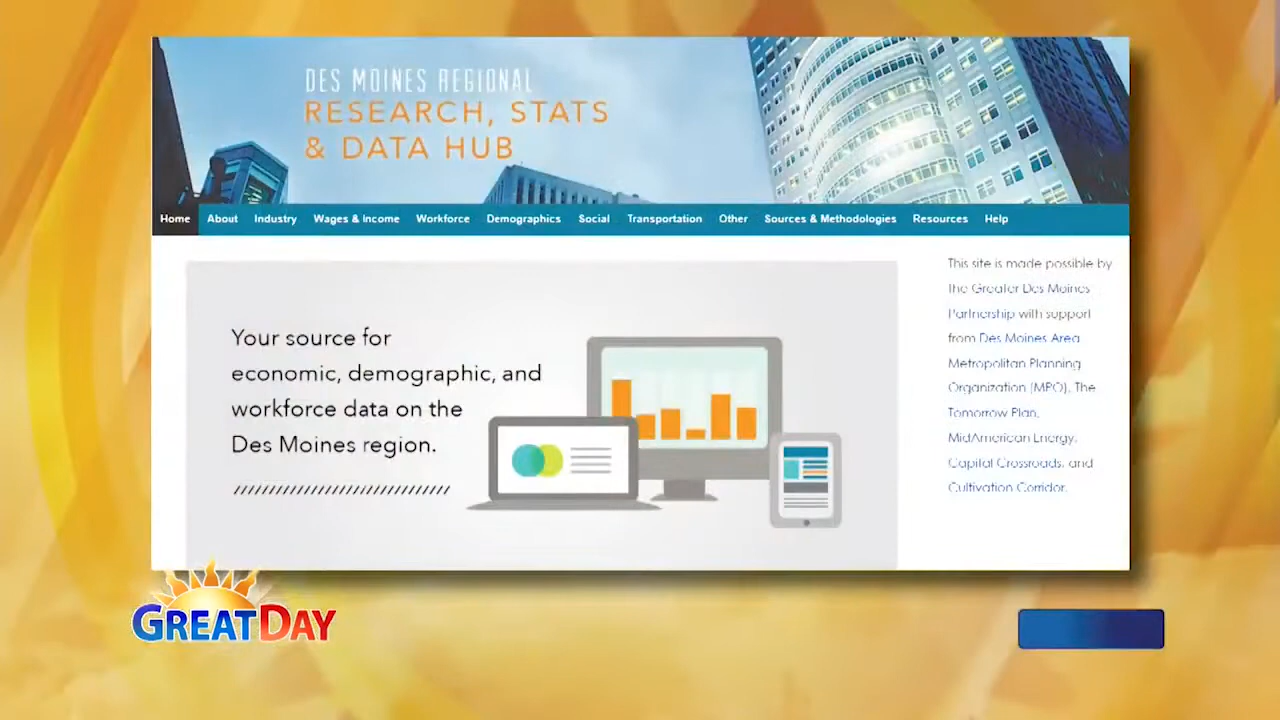 DES MOINES REGIONAL
RESEARCH, STATS
& DATA HUB
Home About Industry Wages & Income Workforce Demographics Social Transportation Other Sources & Methodologies Resources Help
Your source for
economic, demographic, and
workforce data on the
Des Moines region.
This site is made possible by
the Greater Des Moines
Partnership with support
from Des Moines Area
Metropolitan Planning
Organization (MPO), The
Tomorrow Plan,
MidAmerican Energy,
Capital Crossroads, and
Cultivation Corridor.
GREATDAY